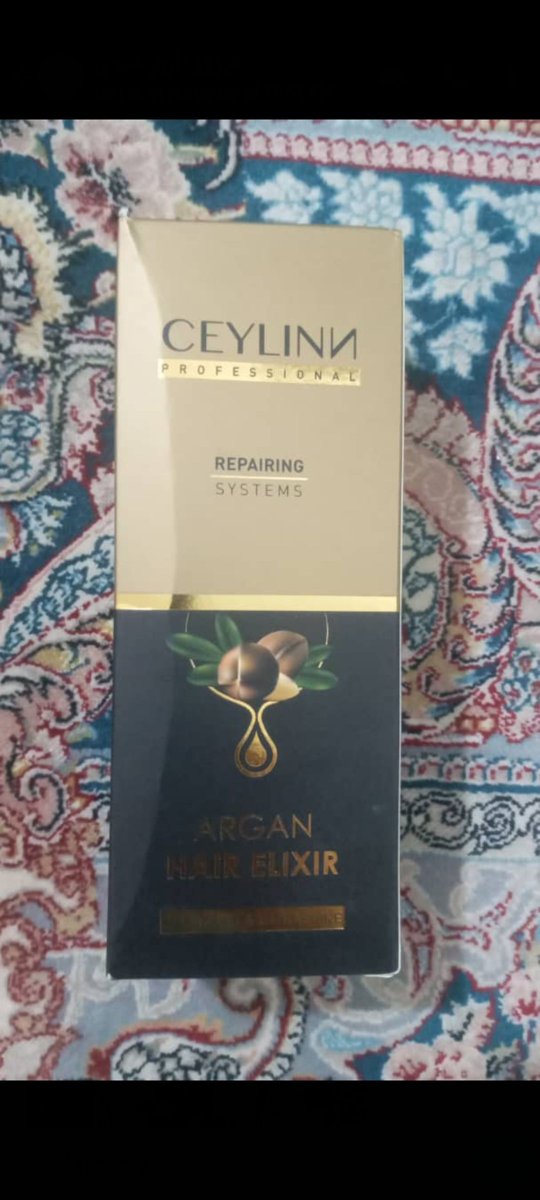 CEYLINN
PROFESSIONAL
REPAIRING
SYSTEMS
ARGAN
HAIR ELIXIR